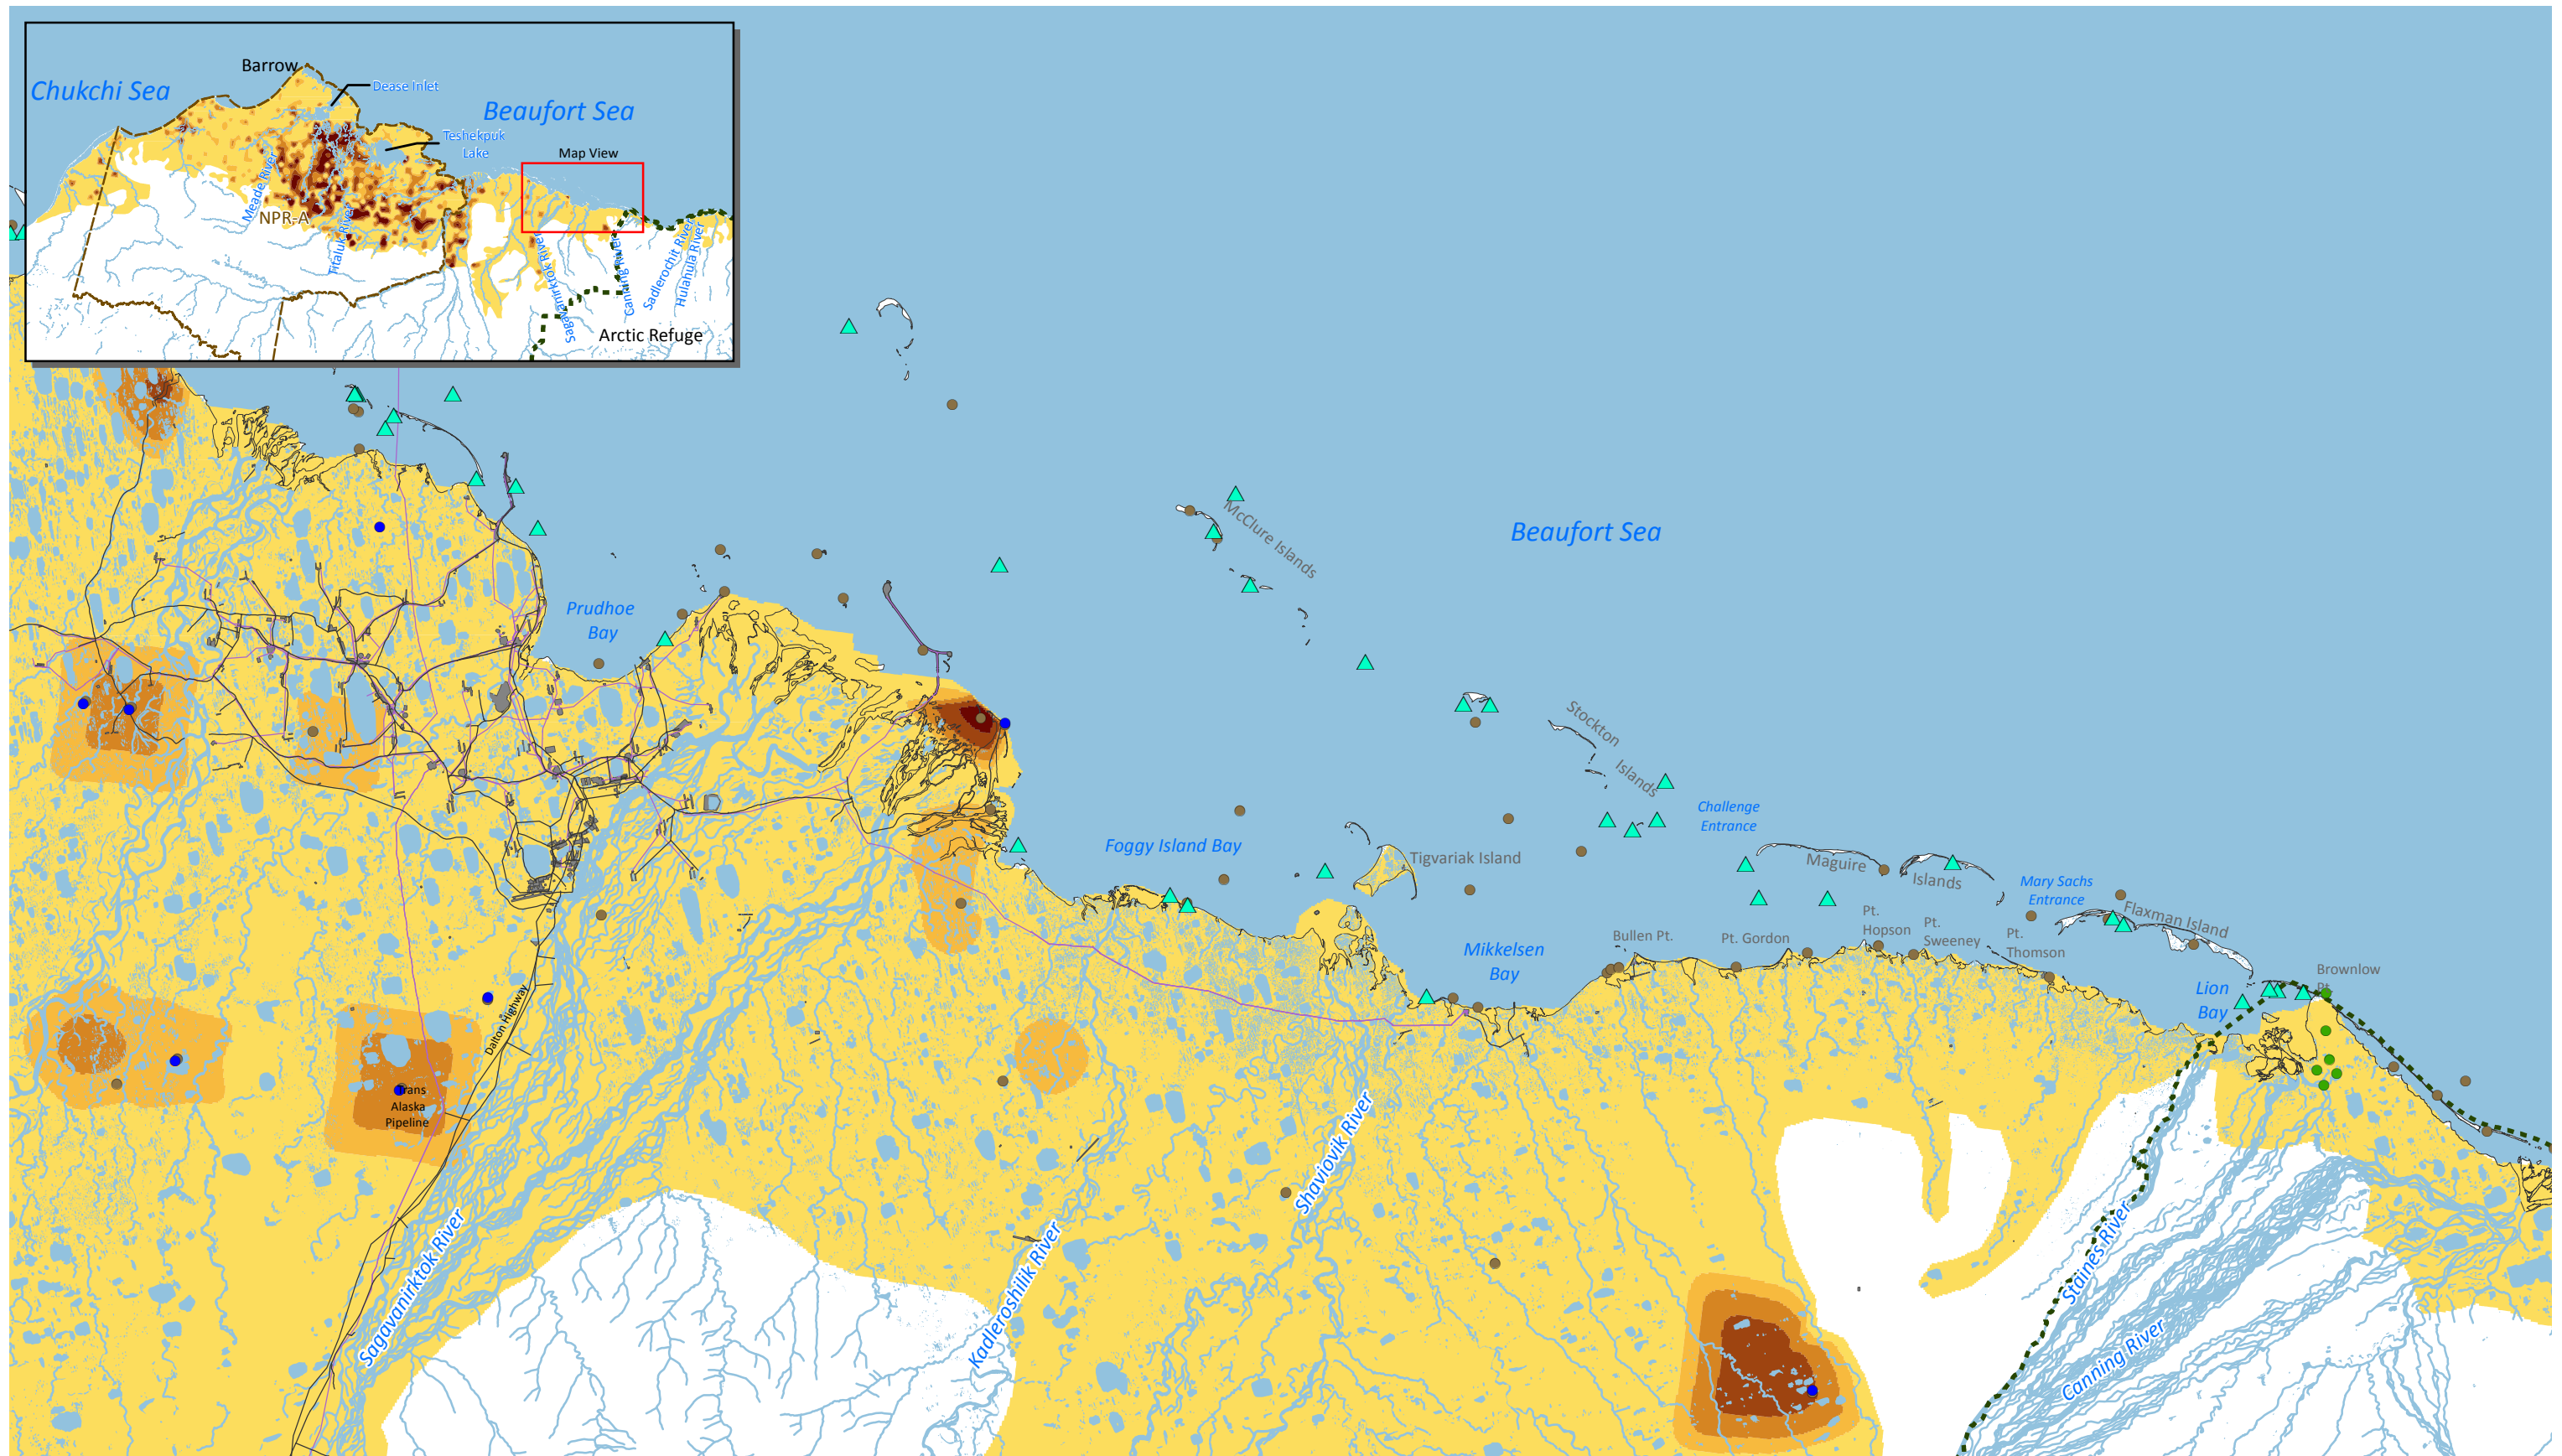 Barrow
Chukchi Sea
Dease Inlet
Beaufort Sea
Teshekpuk
Lake
Map View
Meade River
NPR-A
Titaluk River
Sagavanirktok River
Canning River
Sadlerochit River
Hulahula River
Arctic Refuge
McClure Islands
Beaufort Sea
Prudhoe
Bay
Stockton
Islands
Challenge
Entrance
Foggy Island Bay
Tigvariak Island
Maguire
Islands
Mary Sachs
Entrance
Flaxman Island
Pt.
Hopson
Pt.
Sweeney
Pt.
Thomson
Bullen Pt.
Pt. Gordon
Mikkelsen
Bay
Brownlow
Pt.
Lion
Bay
Dalton Highway
Trans
Alaska
Pipeline
Sagavanirktok River
Kadleroshilik River
Shaviovik River
Staines River
Canning River